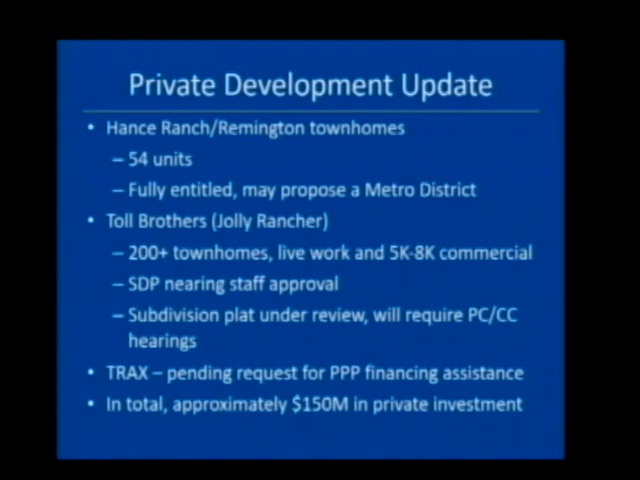 Private Development Update
• Hance Ranch/Remington townhomes
– 54 units
– Fully entitled, may propose a Metro District
• Toll Brothers (Jolly Rancher)
– 200+ townhomes, live work and 5K-8K commercial
– SDP nearing staff approval
– Subdivision plat under review, will require PC/CC
hearings
• TRAX – pending request for PPP financing assistance
• In total, approximately $150M in private investment